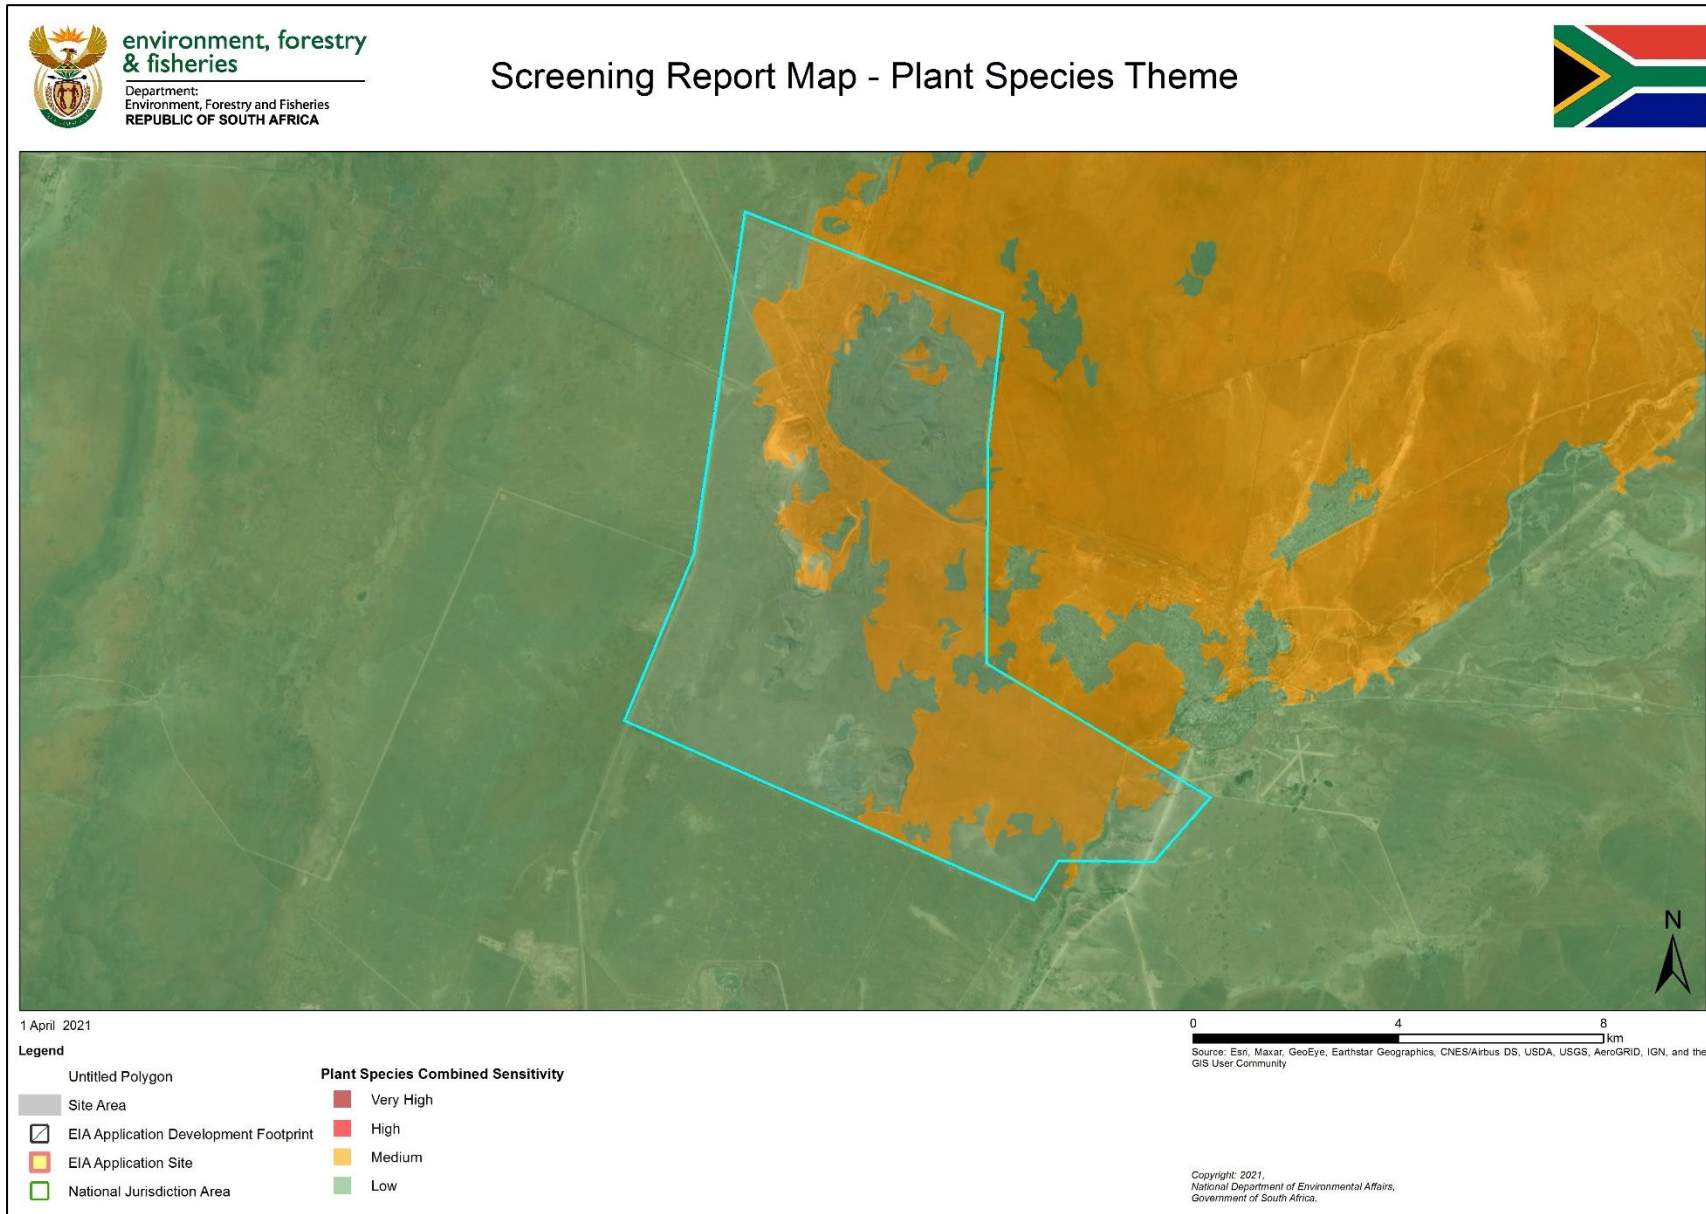 environment, forestry
& fisheries
Department:
Environment, Forestry and Fisheries
REPUBLIC OF SOUTH AFRICA
Screening Report Map - Plant Species Theme
N
1 April 2021
Legend
Untitled Polygon
Site Area
EIA Application Development Footprint
EIA Application Site
National Jurisdiction Area
Plant Species Combined Sensitivity
Very High
High
Medium
Low
0 4 8
km
Source: Esri, Maxar, GeoEye, Earthstar Geographics, CNES/Airbus DS, USDA, USGS, AeroGRID, IGN, and the
GIS User Community
Copyright: 2021,
National Department of Environmental Affairs,
Government of South Africa.